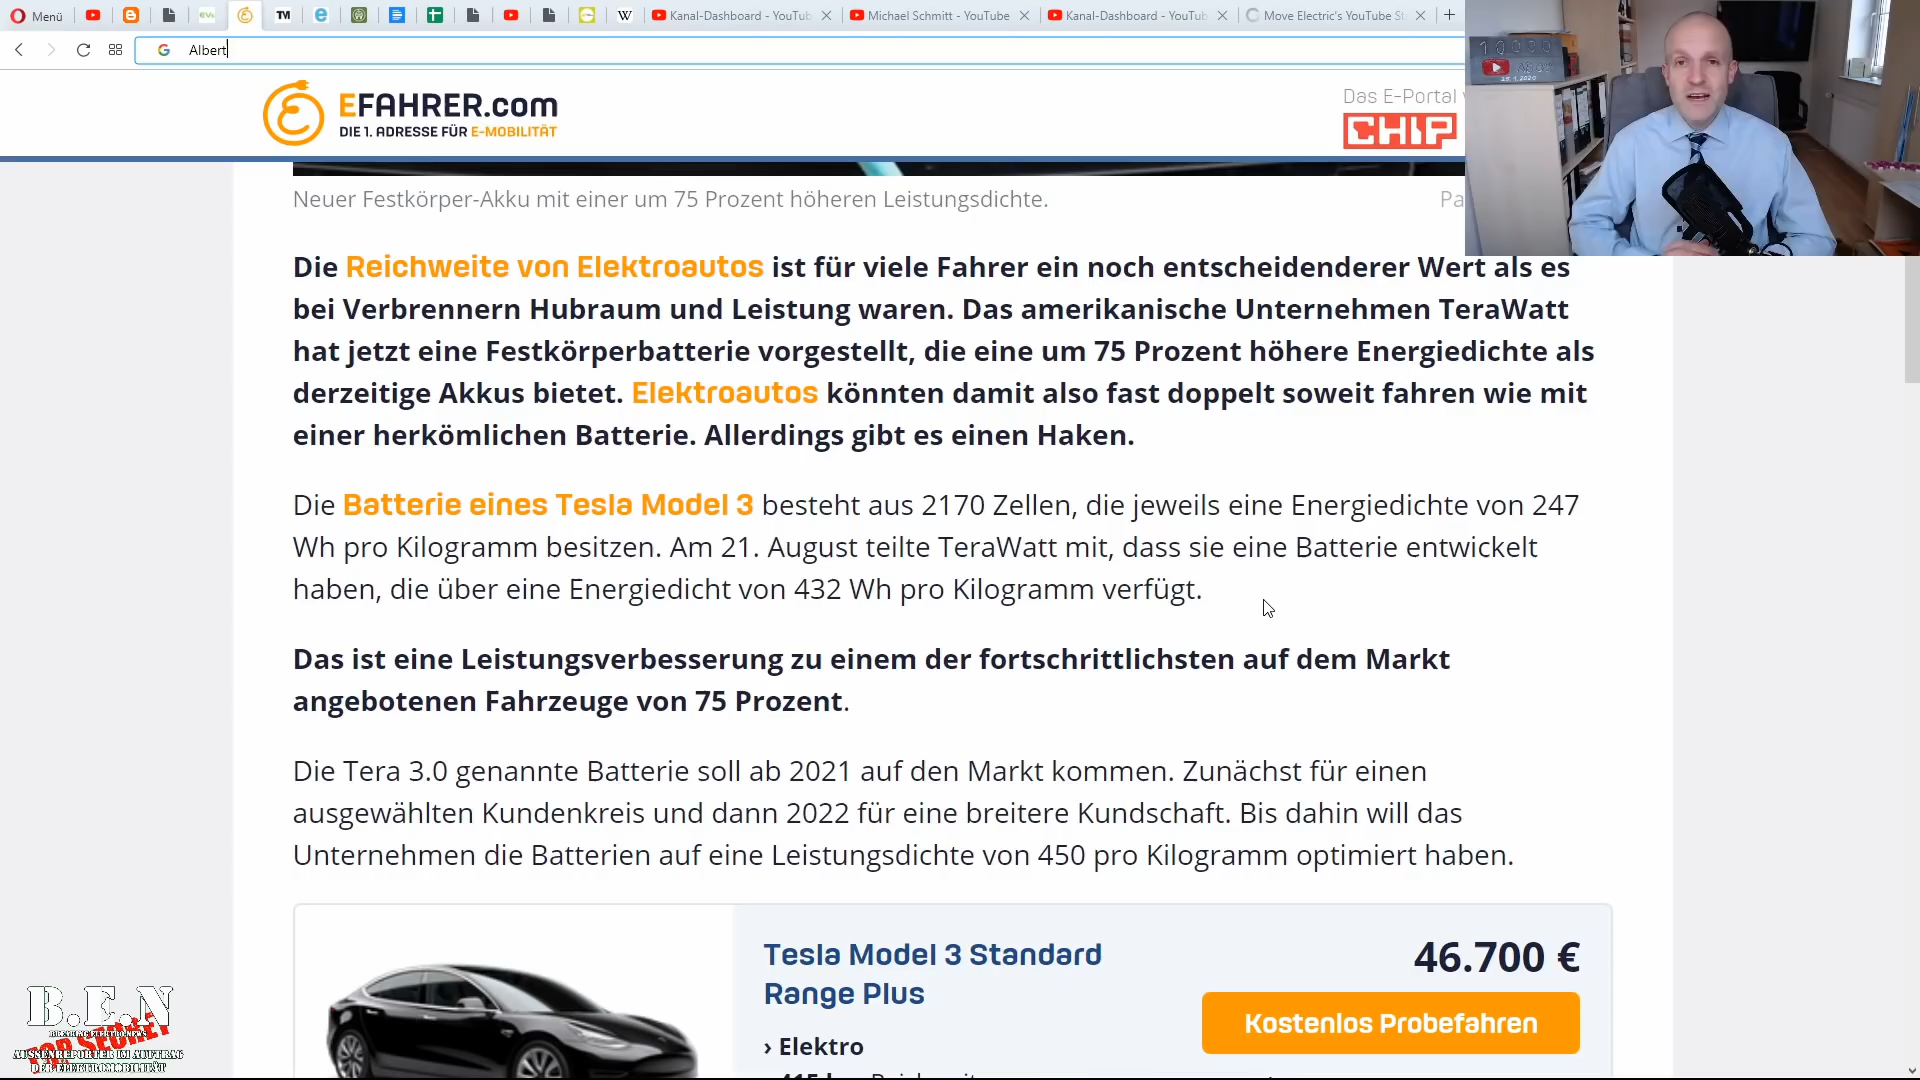 Menü
TM
W
Kanal-Dashboard - YouTub
Michael Schmitt - YouTube
Kanal-Dashboard - YouTub
Move Electric's YouTube St
Albert
EFAHRER.com
DIE 1. ADRESSE FÜR E-MOBILITÄT
Das E-Portal
CHIP
10000
Neuer Festkörper-Akku mit einer um 75 Prozent höheren Leistungsdichte.
Die Reichweite von Elektroautos ist für viele Fahrer ein noch entscheidenderer Wert als es
bei Verbrennern Hubraum und Leistung waren. Das amerikanische Unternehmen TeraWatt
hat jetzt eine Festkörperbatterie vorgestellt, die eine um 75 Prozent höhere Energiedichte als
derzeitige Akkus bietet. Elektroautos könnten damit also fast doppelt soweit fahren wie mit
einer herkömlichen Batterie. Allerdings gibt es einen Haken.
Die Batterie eines Tesla Model 3 besteht aus 2170 Zellen, die jeweils eine Energiedichte von 247
Wh pro Kilogramm besitzen. Am 21. August teilte TeraWatt mit, dass sie eine Batterie entwickelt
haben, die über eine Energiedicht von 432 Wh pro Kilogramm verfügt.
Das ist eine Leistungsverbesserung zu einem der fortschrittlichsten auf dem Markt
angebotenen Fahrzeuge von 75 Prozent.
Die Tera 3.0 genannte Batterie soll ab 2021 auf den Markt kommen. Zunächst für einen
ausgewählten Kundenkreis und dann 2022 für eine breitere Kundschaft. Bis dahin will das
Unternehmen die Batterien auf eine Leistungsdichte von 450 pro Kilogramm optimiert haben.
Tesla Model 3 Standard
Range Plus
46.700 €
Kostenlos Probefahren
› Elektro
B.E.N
TOP SECRET
AUSSENREPORTER IM AUFTRAG
DER ELEKTROMOBILITÄT